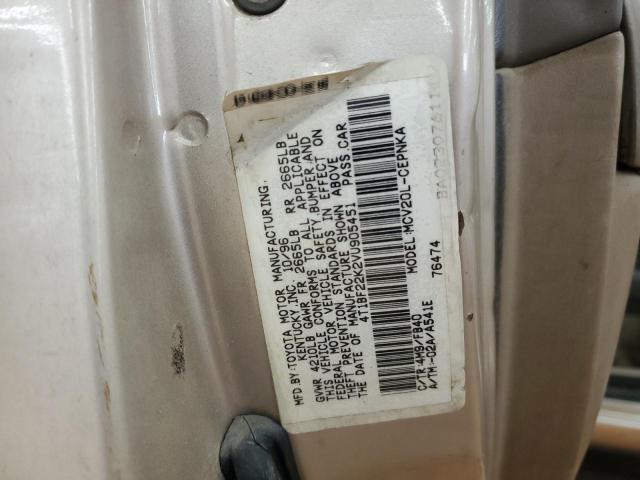 MFD.BY:TOYOTA MOTOR MANUFACTURING,
KENTUCKY,INC. 10/96
GVWR 4210LB GAWR FR 2665LB RR 2665LB
THIS VEHICLE CONFORMS TO ALL APPLICABLE
FEDERAL MOTOR VEHICLE SAFETY,BUMPER AND
THEFT PREVENTION STANDARDS IN EFFECT ON
THE DATE OF MANUFACTURE SHOWN ABOVE
4T1BF22K2VU905451 PASS.CAR
MODEL:MCV20L-CEPNKA
76474
C/TR:4M9/FB40
A/TM:-02A/A541E